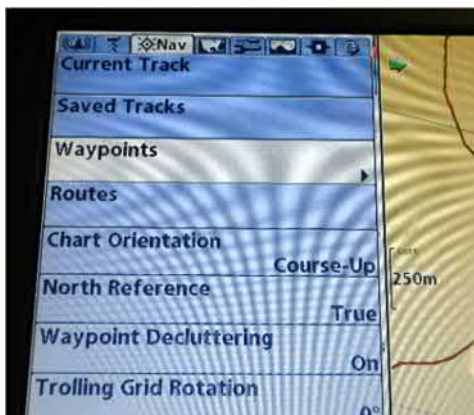 Nav
Current Track
Saved Tracks
Waypoints
Routes
Chart Orientation
Course-Up
North Reference
True
Waypoint Decluttering
On
Trolling Grid Rotation
0°
250m